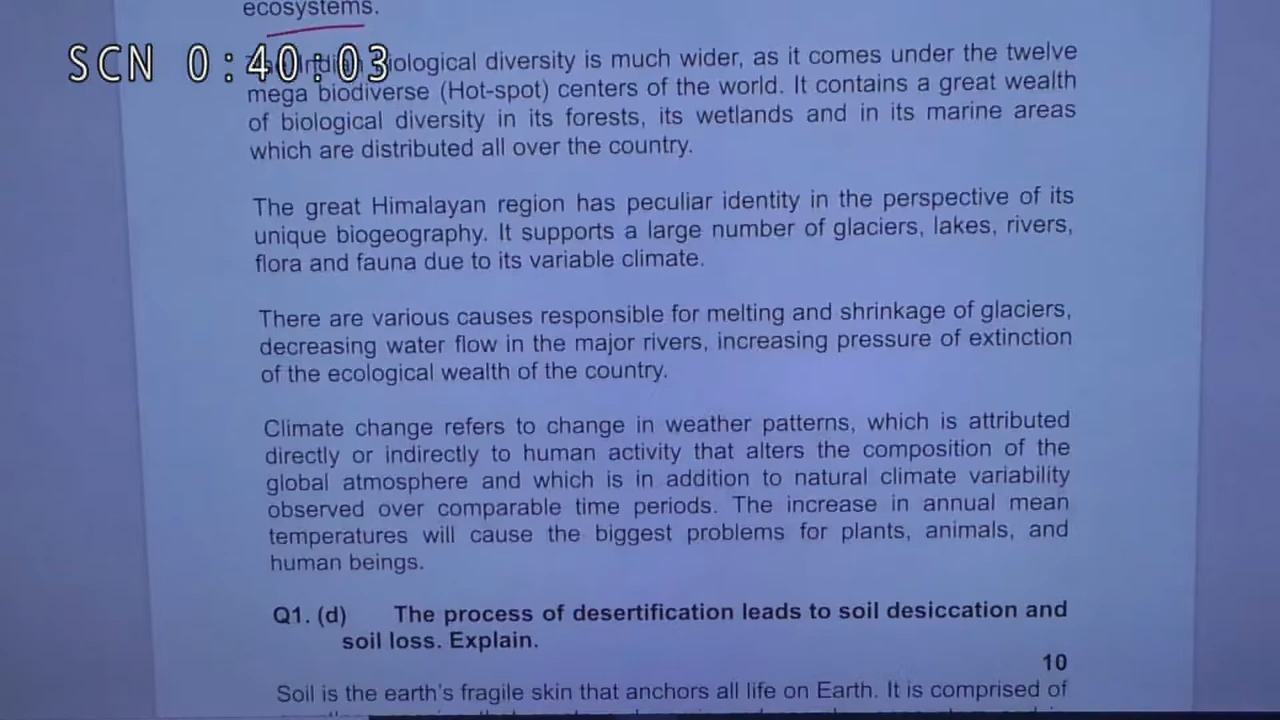 ecosystems.
SCN 0:40:03
biological diversity is much wider, as it comes under the twelve
mega biodiverse (Hot-spot) centers of the world. It contains a great wealth
of biological diversity in its forests, its wetlands and in its marine areas
which are distributed all over the country.
The great Himalayan region has peculiar identity in the perspective of its
unique biogeography. It supports a large number of glaciers, lakes, rivers,
flora and fauna due to its variable climate.
There are various causes responsible for melting and shrinkage of glaciers,
decreasing water flow in the major rivers, increasing pressure of extinction
of the ecological wealth of the country.
Climate change refers to change in weather patterns, which is attributed
directly or indirectly to human activity that alters the composition of the
global atmosphere and which is in addition to natural climate variability
observed over comparable time periods. The increase in annual mean
temperatures will cause the biggest problems for plants, animals, and
human beings.
Q1. (d) The process of desertification leads to soil desiccation and
soil loss. Explain.
10
Soil is the earth's fragile skin that anchors all life on Earth. It is comprised of